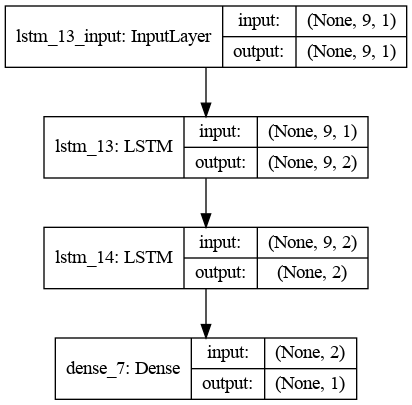 lstm_13_input: InputLayer
input: (None, 9, 1)
output: (None, 9, 1)
lstm_13: LSTM
input: (None, 9, 1)
output: (None, 9, 2)
lstm_14: LSTM
input: (None, 9, 2)
output: (None, 2)
dense_7: Dense
input: (None, 2)
output: (None, 1)